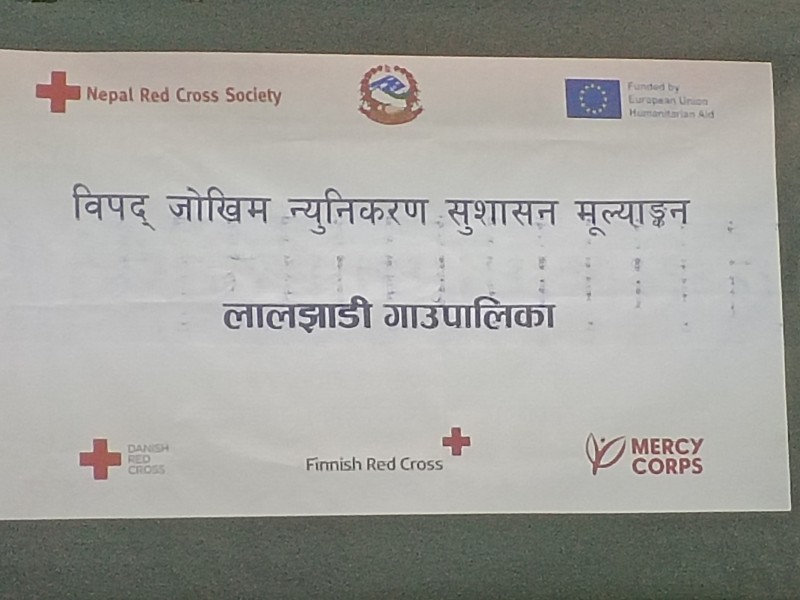 Nepal Red Cross Society
Funded by
European Union
Humanitarian Aid
विपद् जोखिम न्युनिकरण सुशासन मूल्याङ्कन
लालझाडी गाउँपालिका
DANISH
RED
CROSS
Finnish Red Cross
MERCY
CORPS